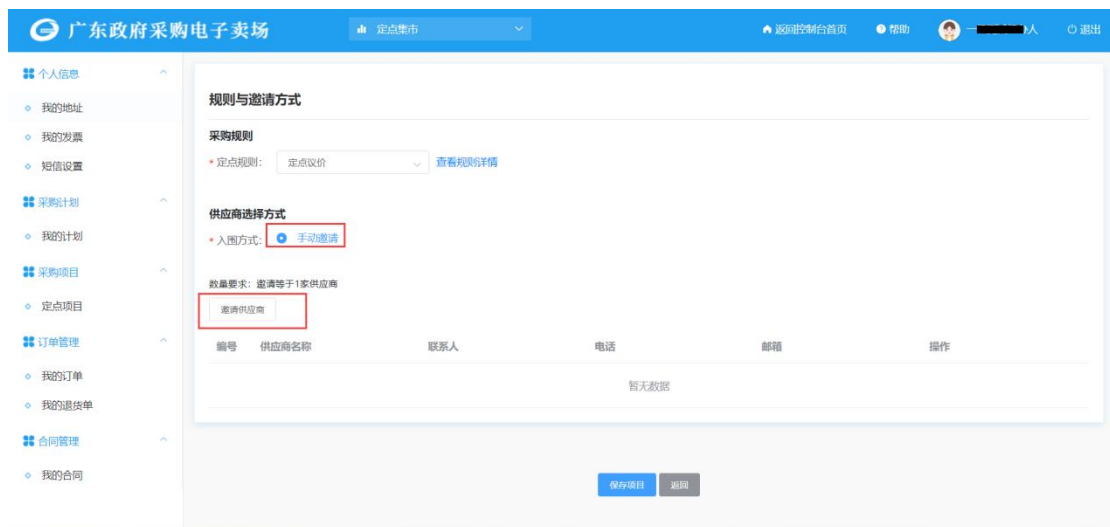 广东政府采购电子卖场
定点集市
返回控制台首页
帮助
一 人
退出
个人信息
我的地址
我的发票
短信设置
采购计划
我的计划
采购项目
定点项目
订单管理
我的订单
我的退货单
合同管理
我的合同
规则与邀请方式
采购规则
* 定点规则: 定点议价 查看规则详情
供应商选择方式
* 入围方式: 手动邀请
数量要求: 邀请等于1家供应商
邀请供应商
编号 供应商名称 联系人 电话 邮箱 操作
暂无数据
保存项目 返回